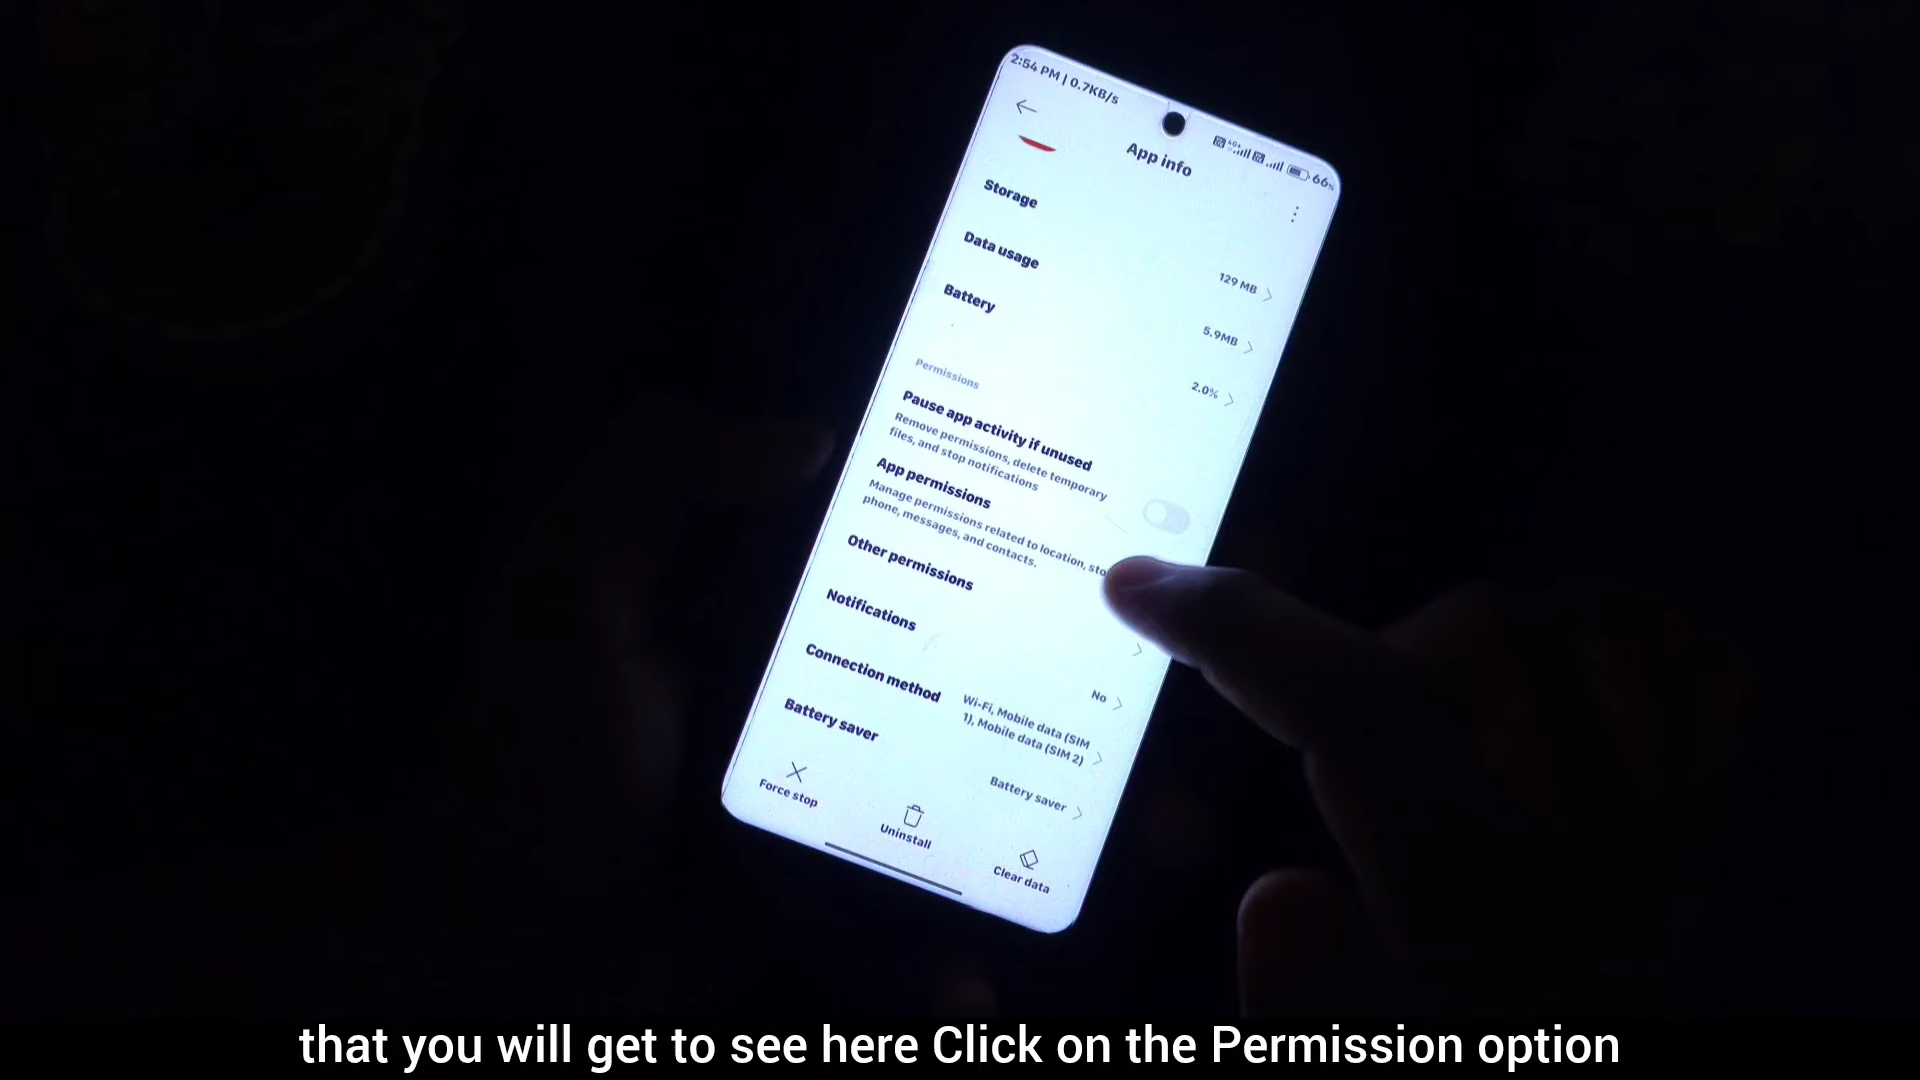 2:54 PM | 0.7KB/s
66%
App info
Storage
129 MB
Data usage
5.9MB
Battery
2.0%
Permissions
Pause app activity if unused
Remove permissions, delete temporary
files, and stop notifications
App permissions
Manage permissions related to location, sto
phone, messages, and contacts.
Other permissions
Notifications
No
Connection method
Wi-Fi, Mobile data (SIM
1), Mobile data (SIM 2)
Battery saver
Battery saver
Force stop
Uninstall
Clear data
that you will get to see here Click on the Permission option